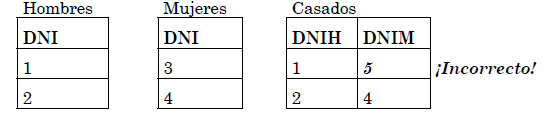 Hombres Mujeres Casados
DNI DNI DNIH DNIM
1 3 1 5 ¡Incorrecto!
2 4 2 4